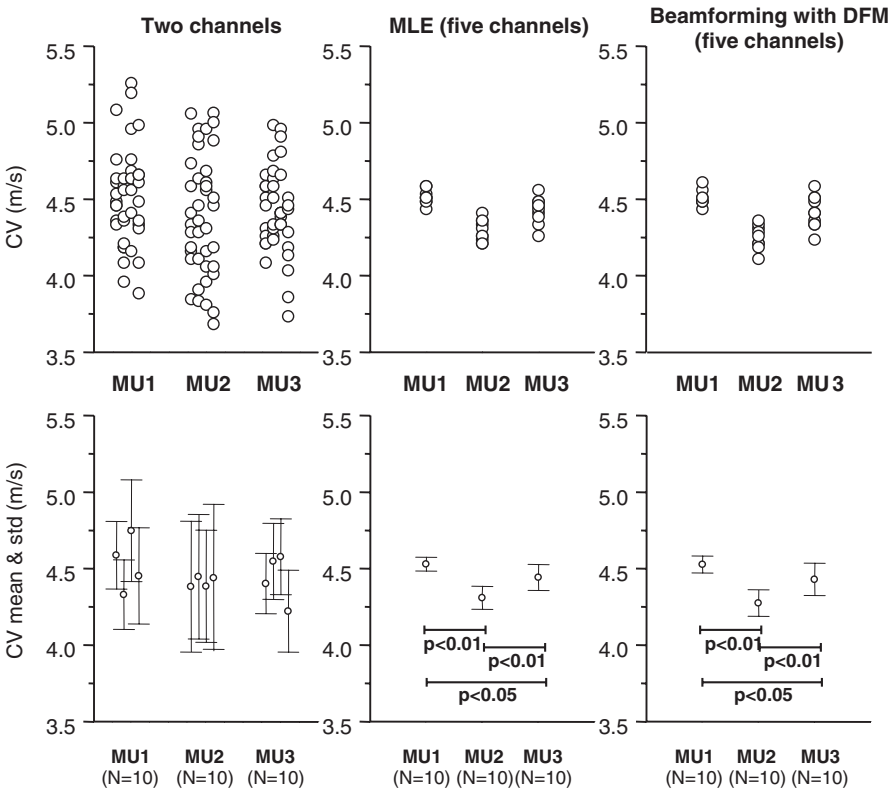 Two channels
MLE (five channels)
Beamforming with DFM
(five channels)
CV (m/s)
5.5
5.0
4.5
4.0
3.5
MU1 MU2 MU3
5.5
5.0
4.5
4.0
3.5
MU1 MU2 MU3
5.5
5.0
4.5
4.0
3.5
MU1 MU2 MU3
CV mean & std (m/s)
5.5
5.0
4.5
4.0
3.5
MU1 MU2 MU3
(N=10) (N=10) (N=10)
5.5
5.0
4.5
4.0
3.5
p<0.01
p<0.01
p<0.05
MU1 MU2 MU3
(N=10) (N=10) (N=10)
5.5
5.0
4.5
4.0
3.5
p<0.01
p<0.01
p<0.05
MU1 MU2 MU3
(N=10) (N=10) (N=10)